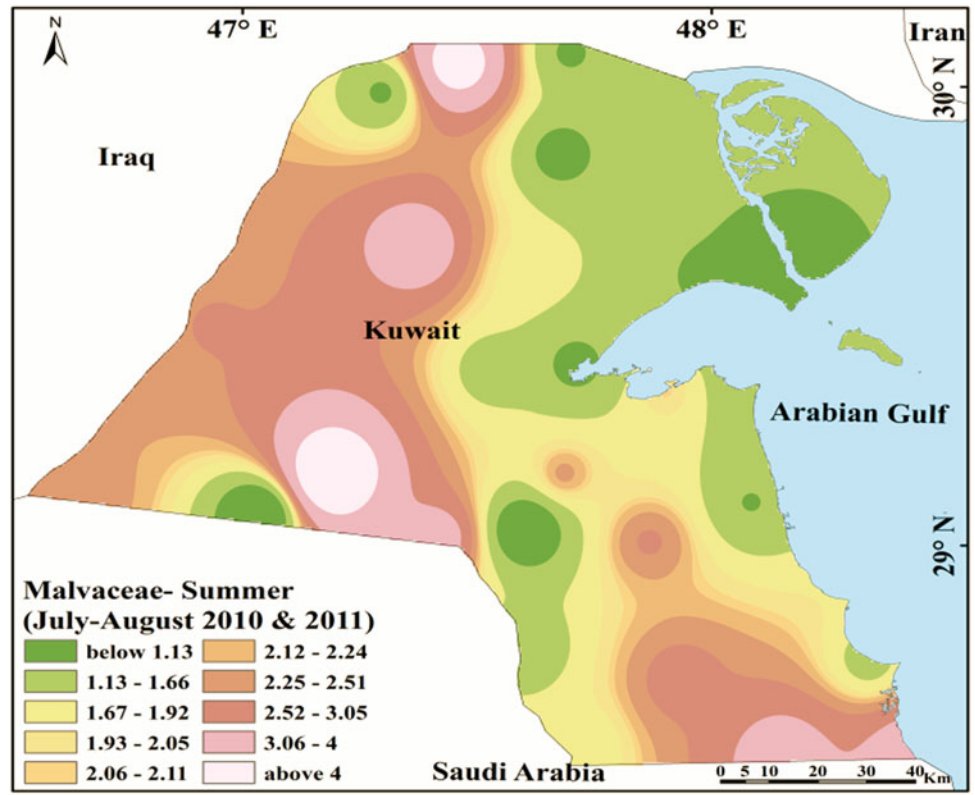 N
47° E
48° E
Iran
30° N
Iraq
Kuwait
Arabian Gulf
29° N
Malvaceae- Summer
(July-August 2010 & 2011)
below 1.13
1.13 - 1.66
1.67 - 1.92
1.93 - 2.05
2.06 - 2.11
2.12 - 2.24
2.25 - 2.51
2.52 - 3.05
3.06 - 4
above 4
Saudi Arabia
0 5 10 20 30 40 Km